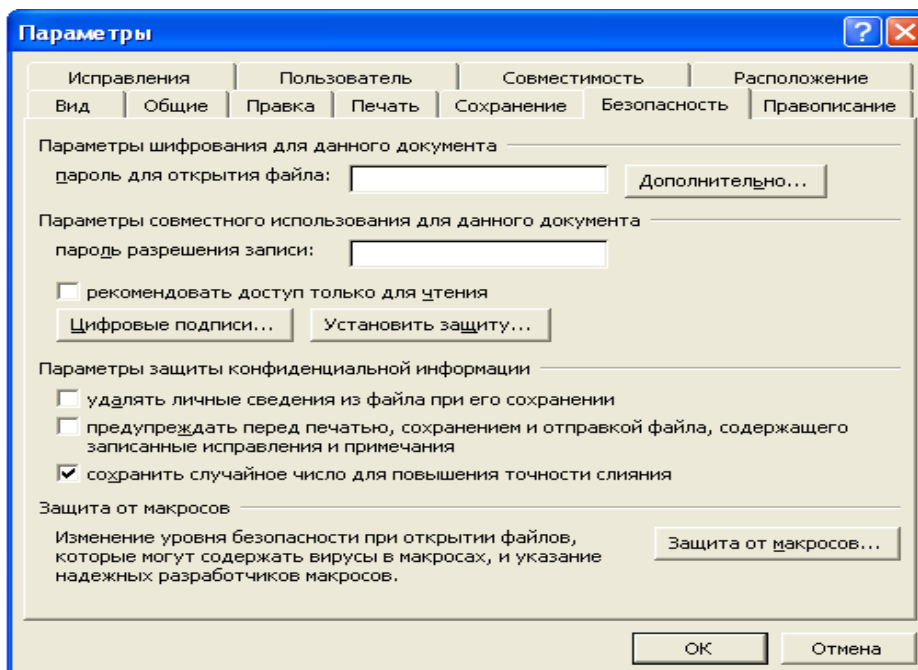 Параметры
Исправления Пользователь Совместимость Расположение
Вид Общие Правка Печать Сохранение Безопасность Правописание
Параметры шифрования для данного документа
пароль для открытия файла: Дополнительно...
Параметры совместного использования для данного документа
пароль разрешения записи:
рекомендовать доступ только для чтения
Цифровые подписи... Установить защиту...
Параметры защиты конфиденциальной информации
удалять личные сведения из файла при его сохранении
предупреждать перед печатью, сохранением и отправкой файла, содержащего
записанные исправления и примечания
сохранить случайное число для повышения точности слияния
Защита от макросов
Изменение уровня безопасности при открытии файлов,
которые могут содержать вирусы в макросах, и указание
надежных разработчиков макросов.
Защита от макросов...
ОК Отмена